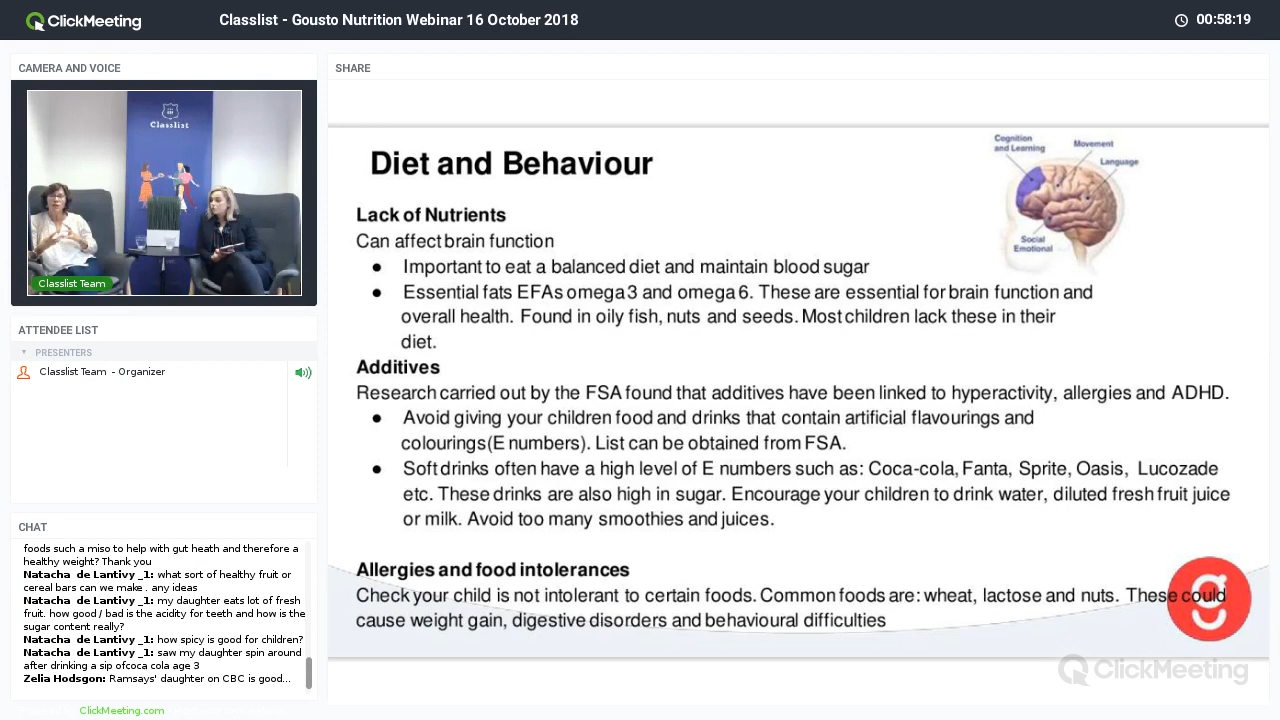 ClickMeeting
Classlist - Gousto Nutrition Webinar 16 October 2018
00:58:19
CAMERA AND VOICE
Classlist
Classlist Team
ATTENDEE LIST
PRESENTERS
Classlist Team - Organizer
CHAT
foods such a miso to help with gut heath and therefore a
healthy weight? Thank you
Natacha de Lantivy _1: what sort of healthy fruit or
cereal bars can we make . any ideas
Natacha de Lantivy _1: my daughter eats lot of fresh
fruit. how good / bad is the acidity for teeth and how is the
sugar content really?
Natacha de Lantivy _1: how spicy is good for children?
Natacha de Lantivy _1: saw my daughter spin around
after drinking a sip ofcoca cola age 3
Zelia Hodsgon: Ramsays' daughter on CBC is good...
ClickMeeting.com
SHARE
Diet and Behaviour
Cognition
and Learning
Movement
Language
Social
Emotional
Lack of Nutrients
Can affect brain function
● Important to eat a balanced diet and maintain blood sugar
● Essential fats EFAs omega 3 and omega 6. These are essential for brain function and
overall health. Found in oily fish, nuts and seeds. Most children lack these in their
diet.
Additives
Research carried out by the FSA found that additives have been linked to hyperactivity, allergies and ADHD.
● Avoid giving your children food and drinks that contain artificial flavourings and
colourings(E numbers). List can be obtained from FSA.
● Soft drinks often have a high level of E numbers such as: Coca-cola, Fanta, Sprite, Oasis, Lucozade
etc. These drinks are also high in sugar. Encourage your children to drink water, diluted fresh fruit juice
or milk. Avoid too many smoothies and juices.
Allergies and food intolerances
Check your child is not intolerant to certain foods. Common foods are: wheat, lactose and nuts. These could
cause weight gain, digestive disorders and behavioural difficulties
g
ClickMeeting